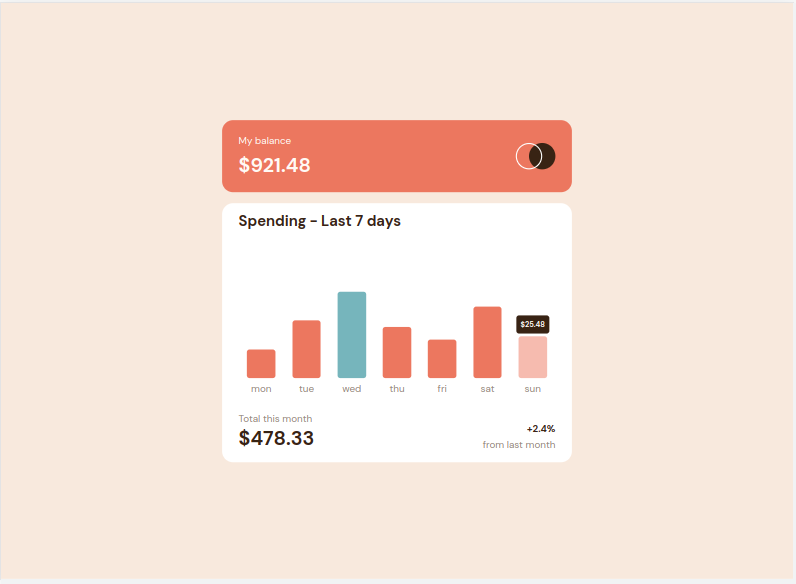 My balance
$921.48
Spending - Last 7 days
$25.48
mon tue wed thu fri sat sun
Total this month
$478.33
+2.4%
from last month